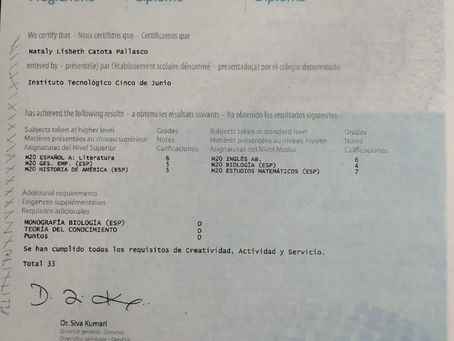 Programme Diplôme Diploma
We certify that - Nous certifions que - Certificamos que
Nataly Lisbeth Catota Pallasco
entered by - présenté(e) par l'établissement scolaire dénommé - presentado(a) por el colegio denominado
Instituto Tecnológico Cinco de Junio
has achieved the following results - a obtenu les résultats suivants - ha obtenido los resultados siguientes
Subjects taken at higher level Grades Subjects taken at standard level Grades
Matières présentées au niveau supérieur Notes Matières présentées au niveau moyen Notes
Asignaturas del Nivel Superior Calificaciones Asignaturas del Nivel Medio Calificaciones
M20 ESPAÑOL A: Literatura 6 M20 INGLÉS AB. 6
M20 GES. EMP. (ESP) 5 M20 BIOLOGÍA (ESP) 4
M20 HISTORIA DE AMÉRICA (ESP) 5 M20 ESTUDIOS MATEMÁTICOS (ESP) 7
Additional requirements
Exigences supplémentaires
Requisitos adicionales
MONOGRAFÍA BIOLOGÍA (ESP) D
TEORÍA DEL CONOCIMIENTO D
Puntos 0
Se han cumplido todos los requisitos de Creatividad, Actividad y Servicio.
Total 33
Dr. Siva Kumari
Director general - Geneva